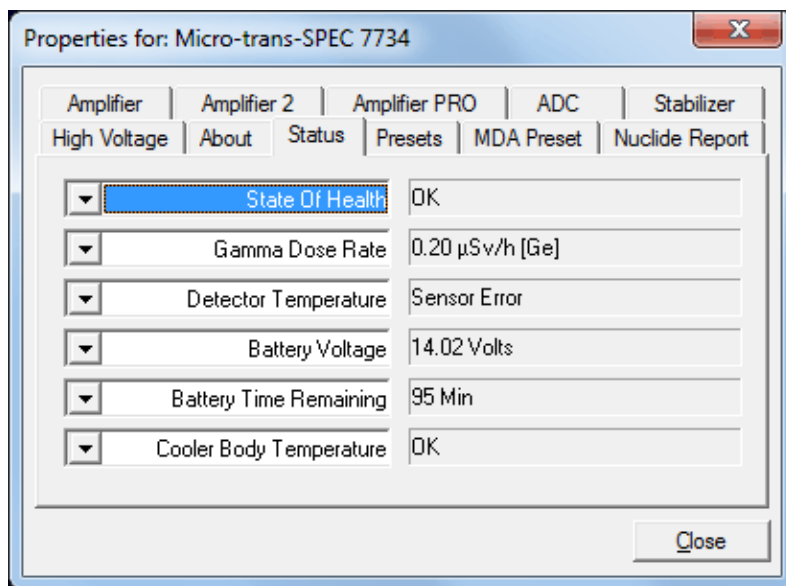 Properties for: Micro-trans-SPEC 7734
Amplifier Amplifier 2 Amplifier PRO ADC Stabilizer
High Voltage About Status Presets MDA Preset Nuclide Report
State Of Health OK
Gamma Dose Rate 0.20 µSv/h [Ge]
Detector Temperature Sensor Error
Battery Voltage 14.02 Volts
Battery Time Remaining 95 Min
Cooler Body Temperature OK
Close